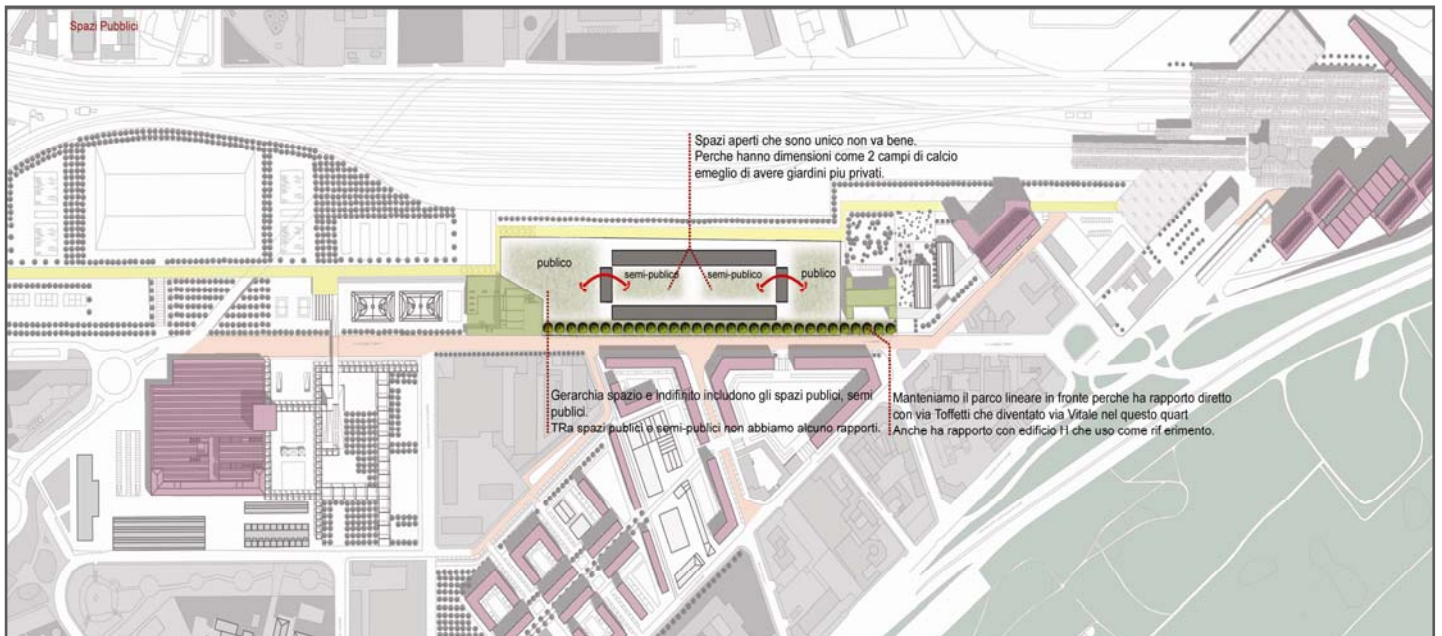 Spazi Pubblici
Spazi aperti che sono unico non va bene.
Perche hanno dimensioni come 2 campi di calcio
emeglio di avere giardini piu privati.
publico
semi-publico
semi-publico
publico
Gerarchia spazio e indifinito includono gli spazi publici, semi
publici.
TRa spazi publici e semi-publici non abbiamo alcuno rapporti.
Manteniamo il parco lineare in fronte perche ha rapporto diretto
con via Toffetti che diventato via Vitale nel questo quart
Anche ha rapporto con edificio H che uso come rif erimento.